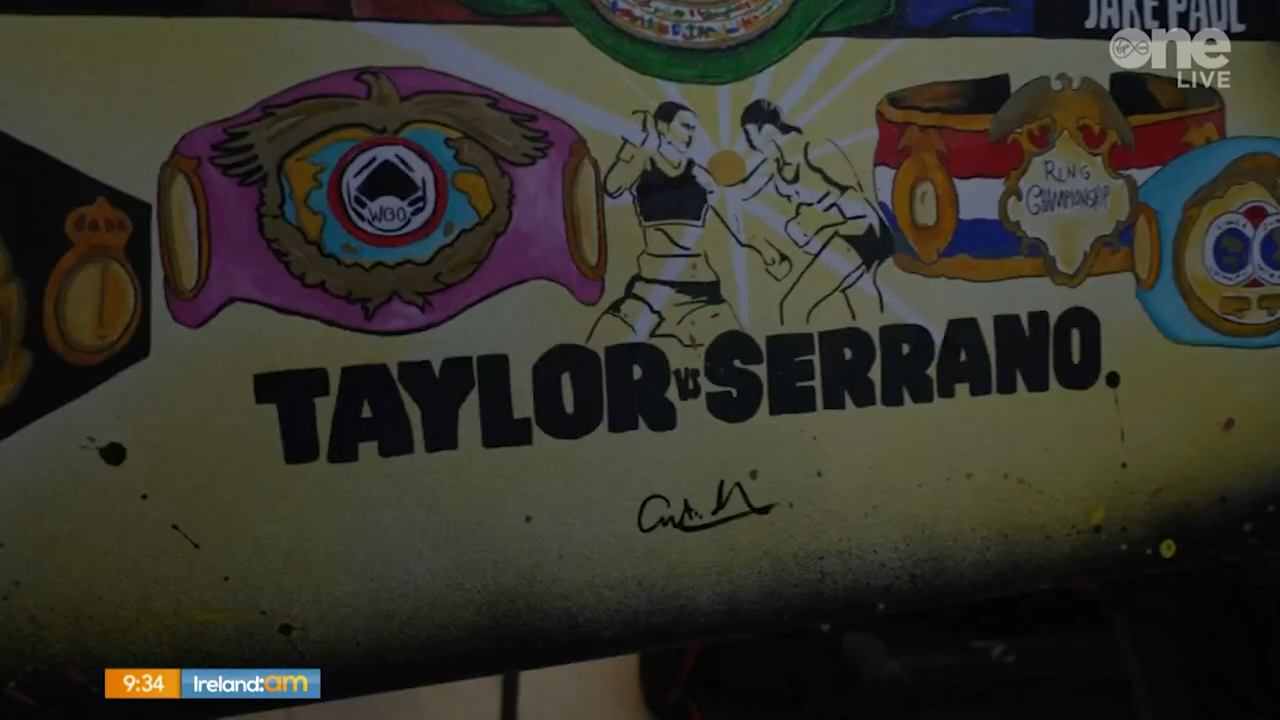 JAKE PAUL
one
LIVE
WBO
RING
CHAMPIONSHIP
TAYLOR VS SERRANO.
9:34 Ireland:am